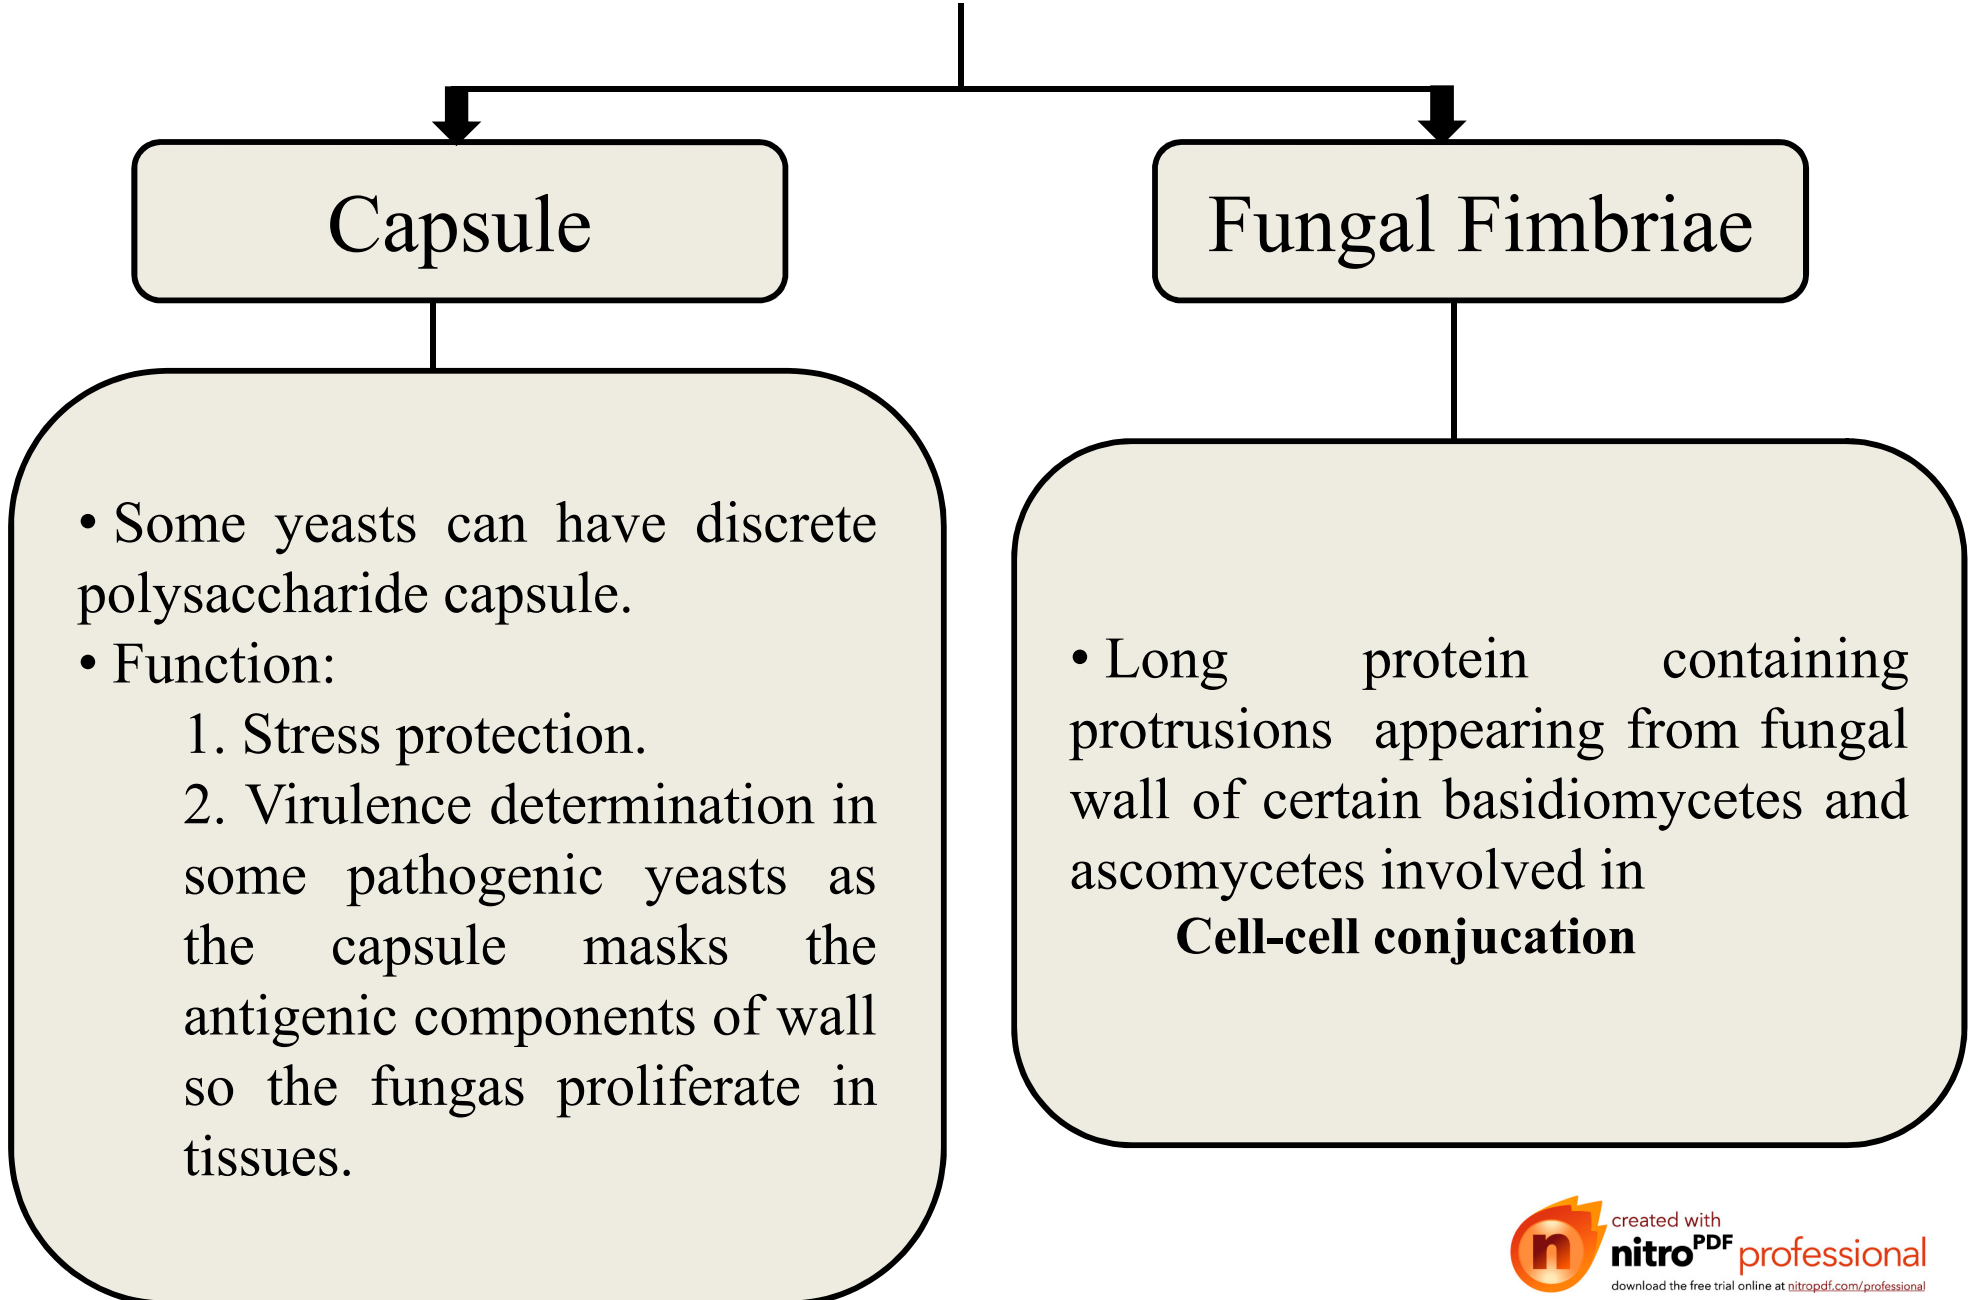 Capsule
Fungal Fimbriae
• Some yeasts can have discrete
polysaccharide capsule.
• Function:
1. Stress protection.
2. Virulence determination in
some pathogenic yeasts as
the capsule masks the
antigenic components of wall
so the fungas proliferate in
tissues.
• Long protein containing
protrusions appearing from fungal
wall of certain basidiomycetes and
ascomycetes involved in
Cell-cell conjucation
created with
nitroPDF professional
download the free trial online at nitropdf.com/professional